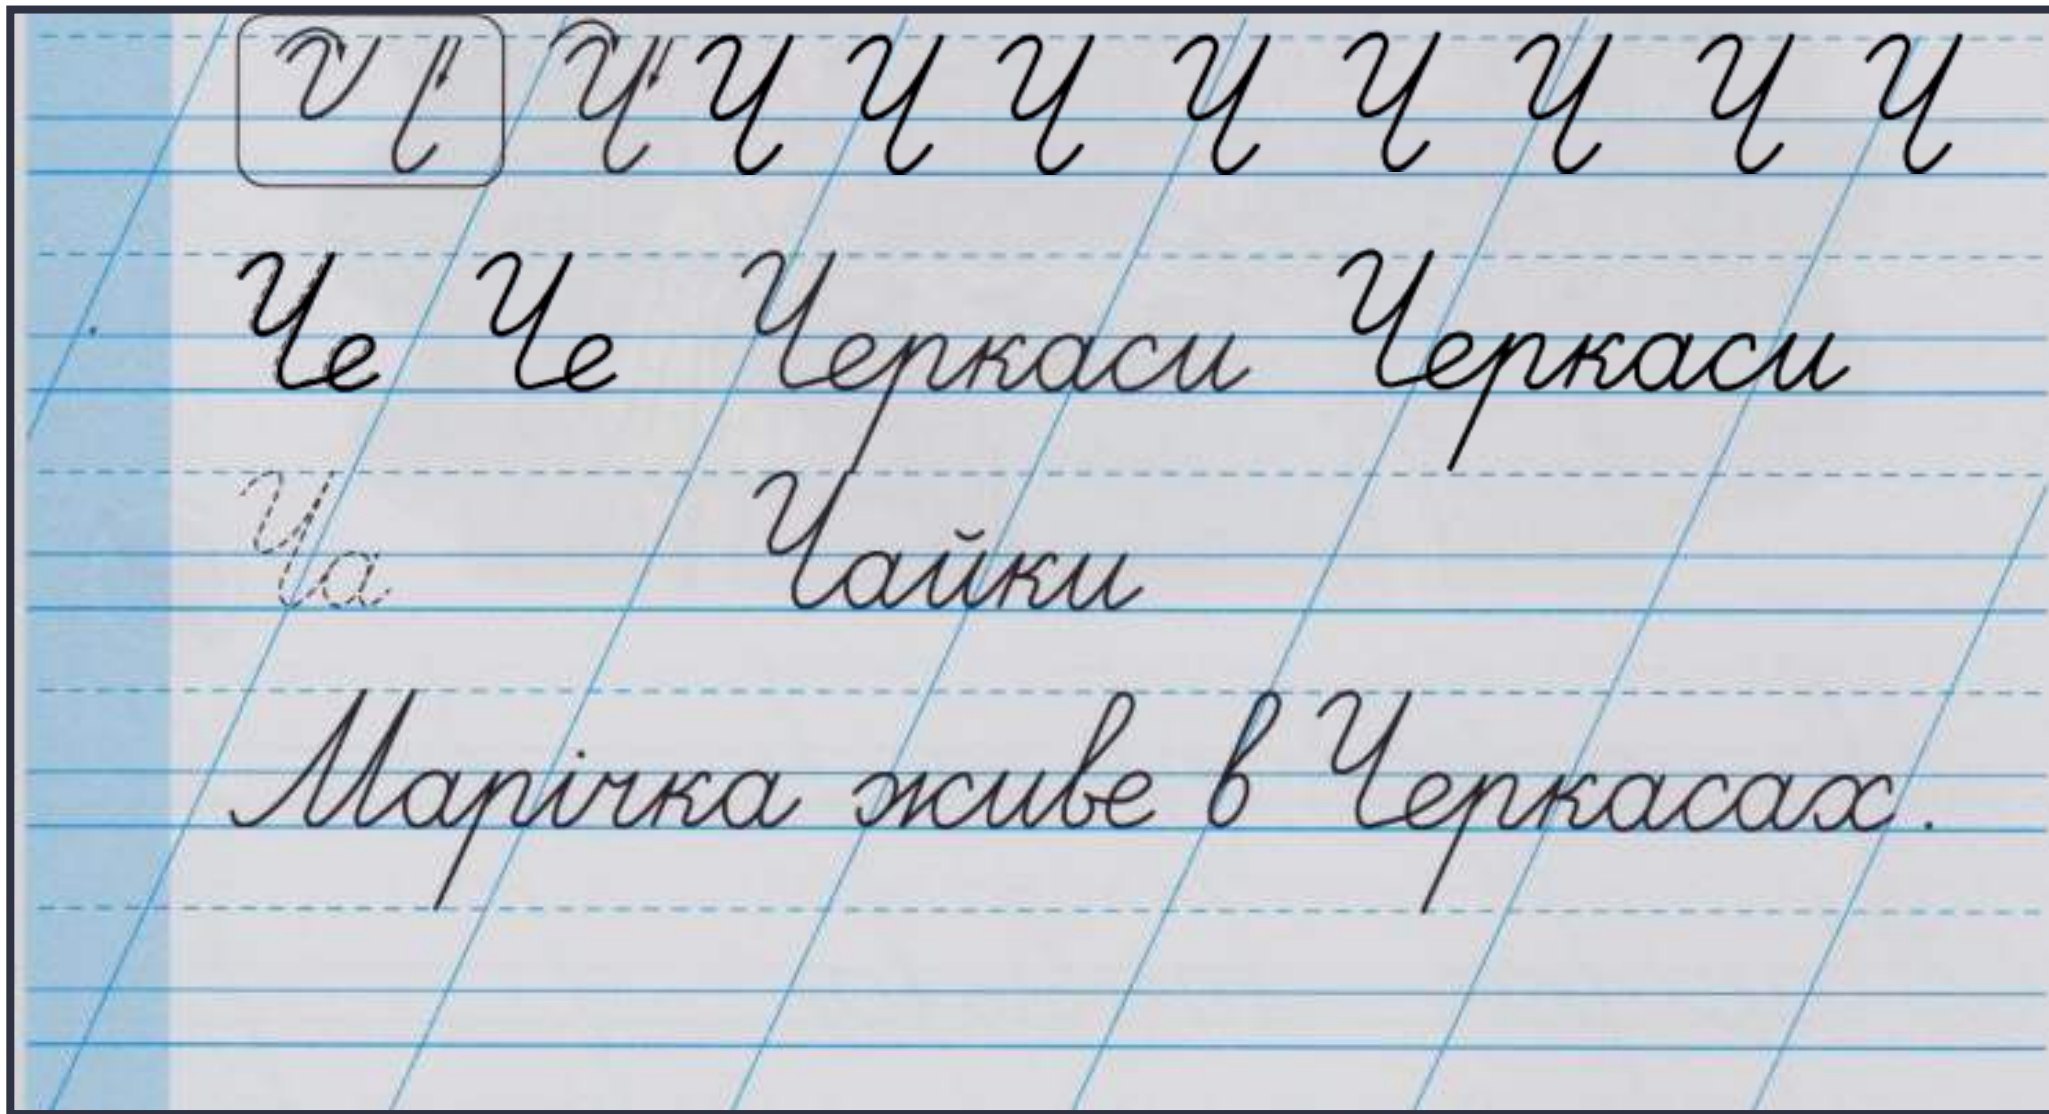 Ч Ч Ч Ч Ч Ч Ч Ч Ч
Че Че Черкаси Черкаси
Ча Чайки
Марічка живе в Черкасах.